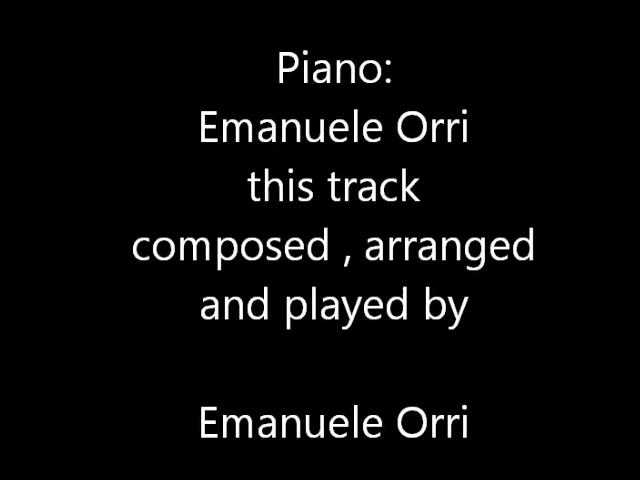 Piano:
Emanuele Orri
this track
composed , arranged
and played by
Emanuele Orri